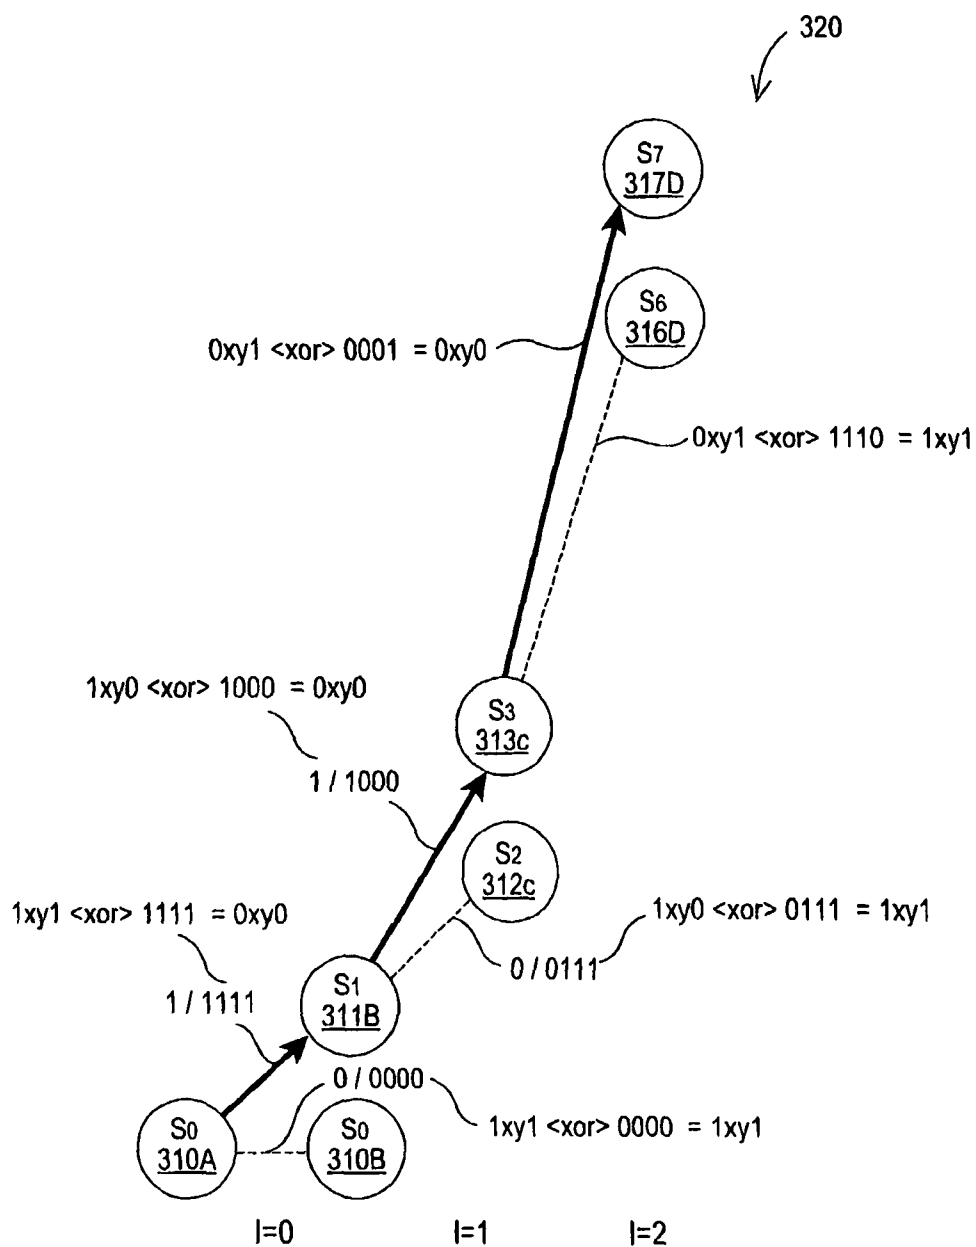 320
S7
317D
S6
316D
0xy1 <xor> 0001 = 0xy0
0xy1 <xor> 1110 = 1xy1
1xy0 <xor> 1000 = 0xy0
S3
313c
1 / 1000
S2
312c
1xy1 <xor> 1111 = 0xy0
1xy0 <xor> 0111 = 1xy1
0 / 0111
S1
311B
1 / 1111
0 / 0000
S0
310A
S0
310B
1xy1 <xor> 0000 = 1xy1
I=0 I=1 I=2